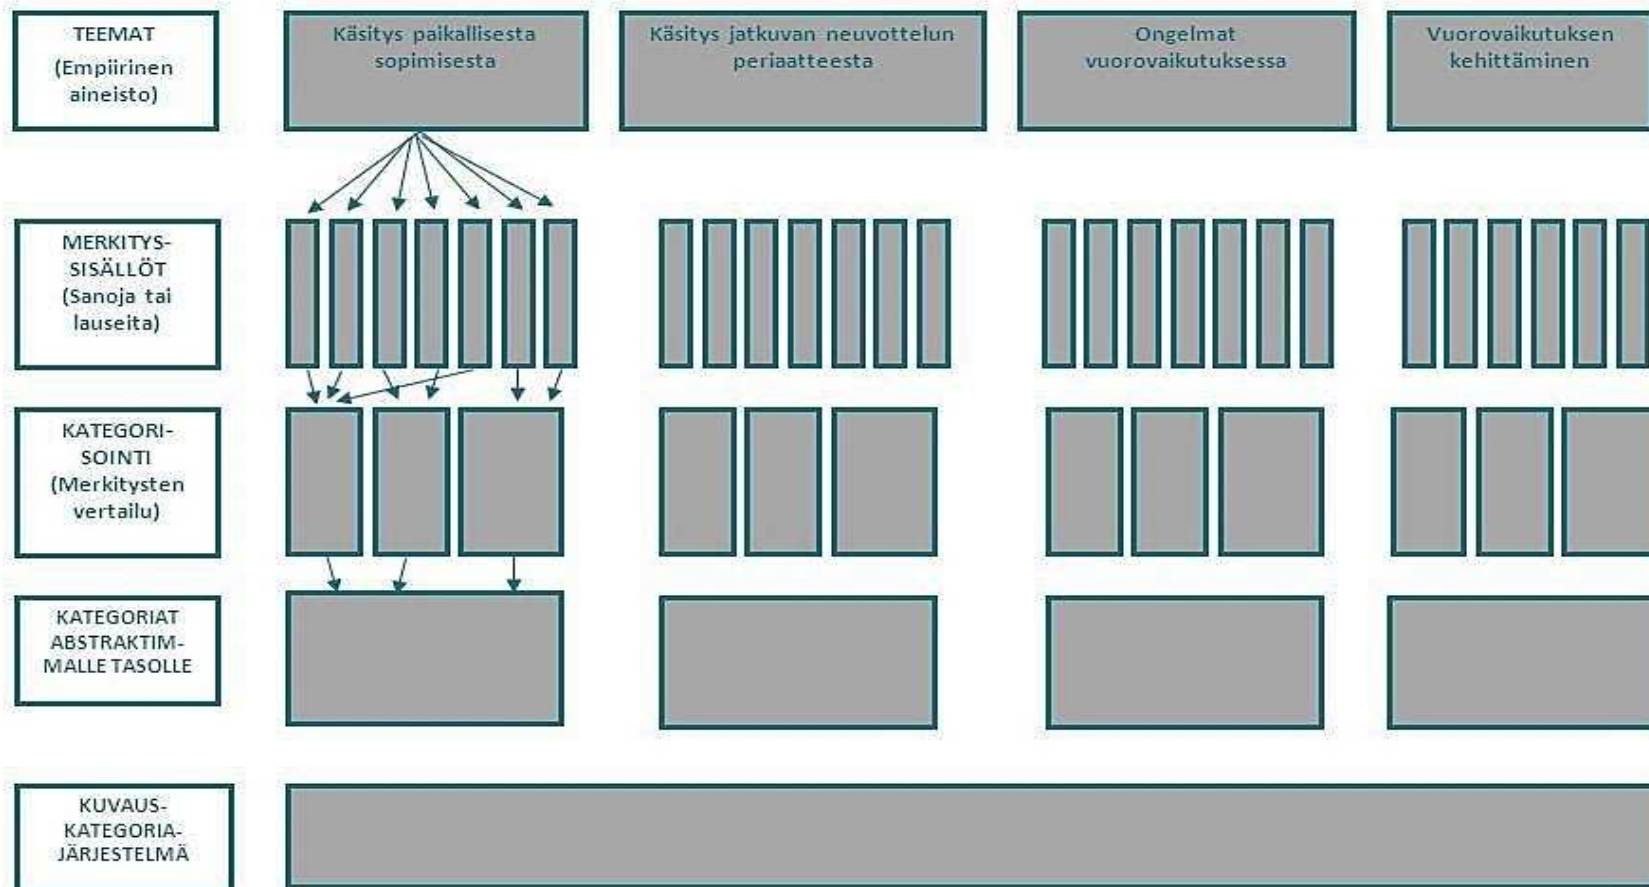 TEEMAT
(Empiirinen
aineisto)
Käsitys paikallisesta
sopimisesta
Käsitys jatkuvan neuvottelun
periaatteesta
Ongelmat
vuorovaikutuksessa
Vuorovaikutuksen
kehittäminen
MERKITYS-
SISÄLLÖT
(Sanoja tai
lauseita)
KATEGORI-
SOINTI
(Merkitysten
vertailu)
KATEGORIAT
ABSTRAKTIM-
MALLE TASOLLE
KUVAUS-
KATEGORIA-
JÄRJESTELMÄ